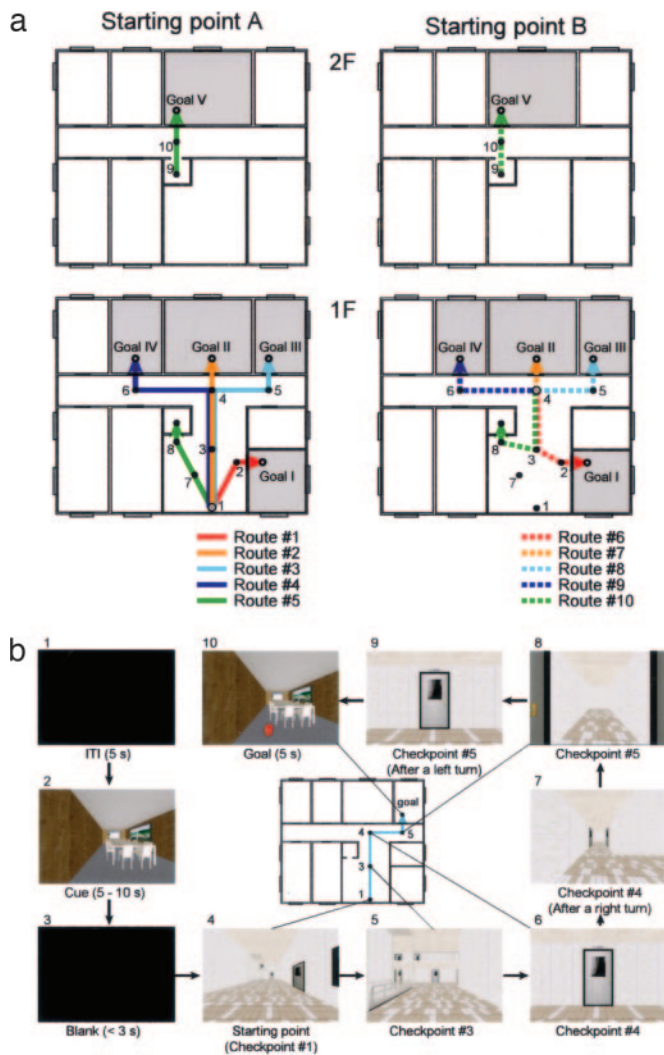 a
Starting point A
Starting point B
2F
Goal V
10
9
Goal V
10
9
1F
Goal IV
Goal II
Goal III
6
4
5
8
3
7
2
Goal I
1
Goal IV
Goal II
Goal III
6
4
5
8
3
7
2
Goal I
1
Route #1
Route #2
Route #3
Route #4
Route #5
Route #6
Route #7
Route #8
Route #9
Route #10
b
1
ITI (5 s)
10
Goal (5 s)
9
Checkpoint #5
(After a left turn)
8
Checkpoint #5
2
Cue (5 - 10 s)
goal
4
5
3
1
7
Checkpoint #4
(After a right turn)
3
Blank (< 3 s)
4
Starting point
(Checkpoint #1)
5
Checkpoint #3
6
Checkpoint #4